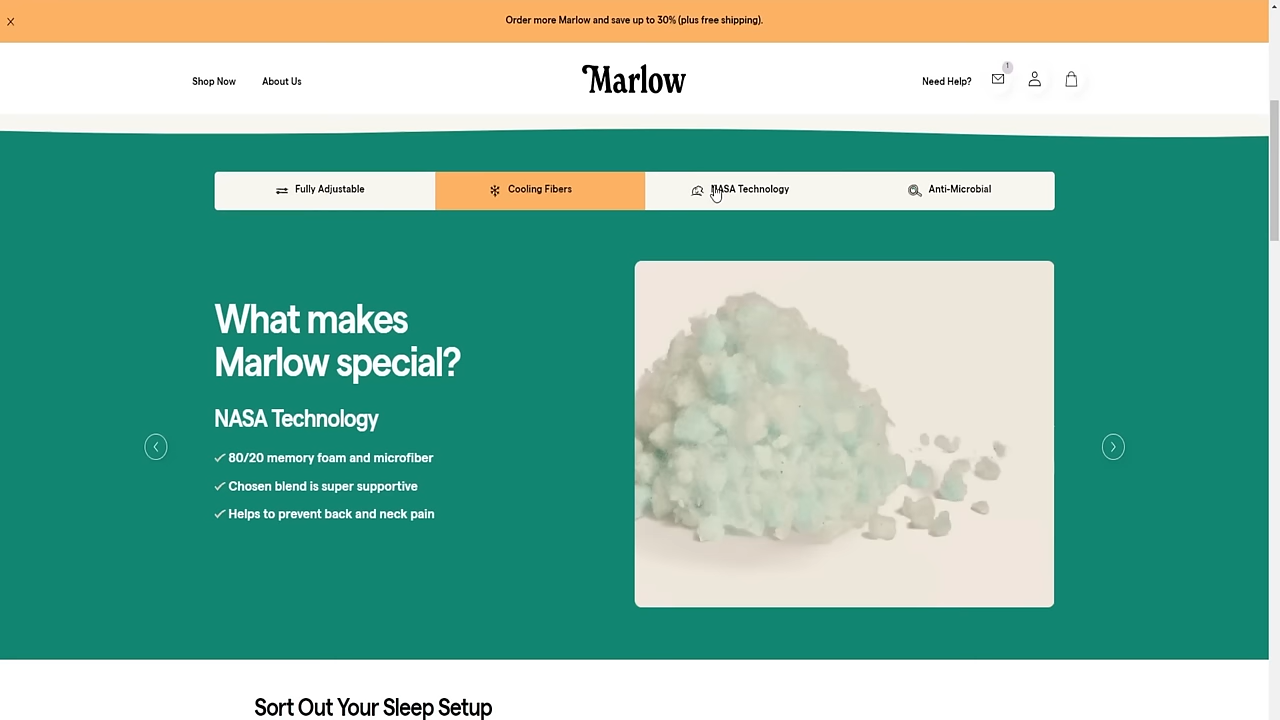 Order more Marlow and save up to 30% (plus free shipping).
Shop Now
About Us
Marlow
Need Help?
1
Fully Adjustable
Cooling Fibers
NASA Technology
Anti-Microbial
What makes
Marlow special?
NASA Technology
80/20 memory foam and microfiber
Chosen blend is super supportive
Helps to prevent back and neck pain
Sort Out Your Sleep Setup